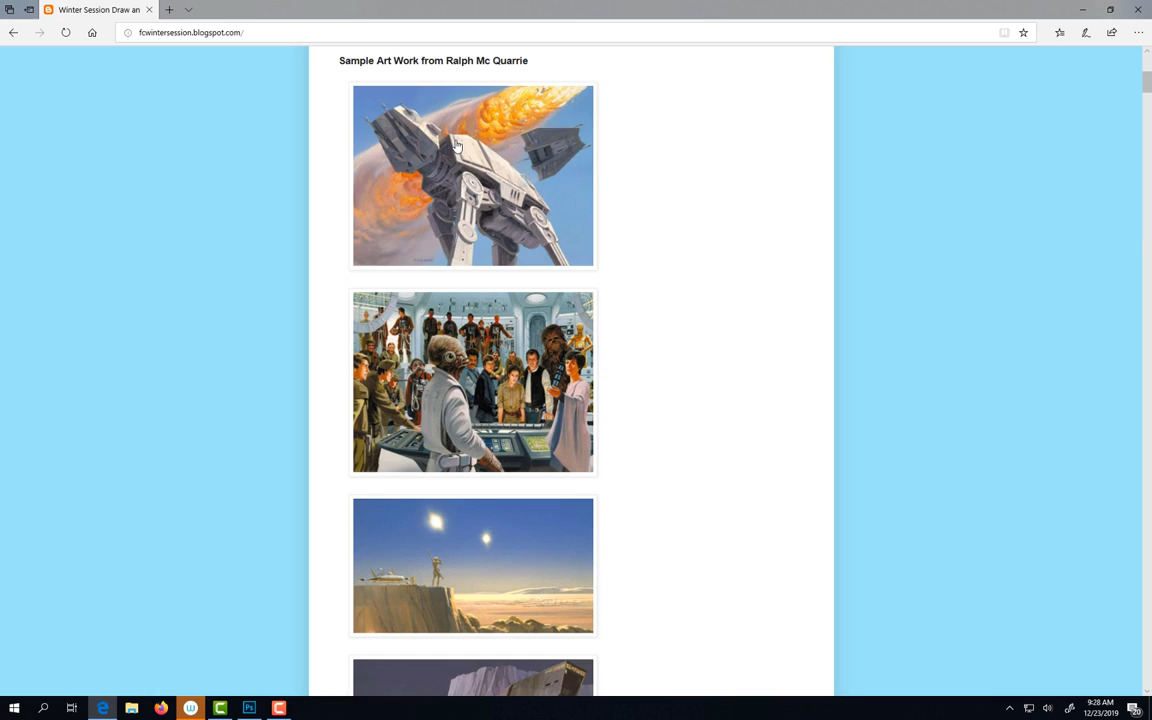 Winter Session Draw an
fcwintersession.blogspot.com/
Sample Art Work from Ralph Mc Quarrie
9:28 AM
12/23/2019
20